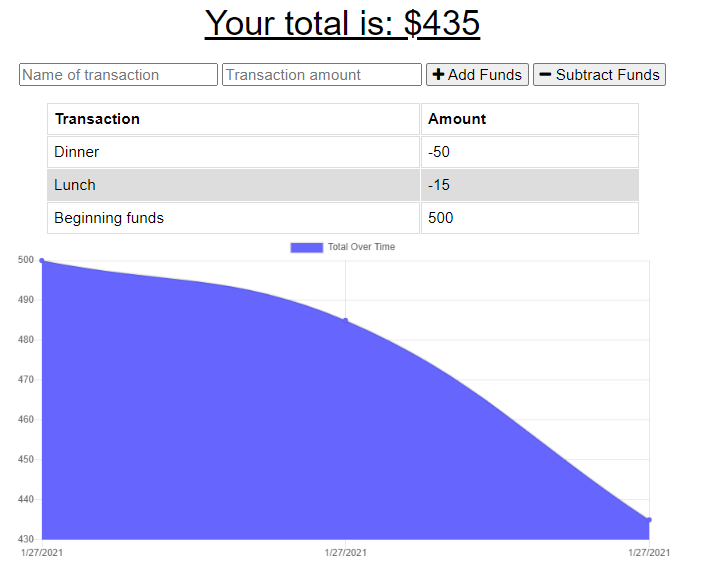 Your total is: $435
Name of transaction Transaction amount + Add Funds − Subtract Funds
Transaction Amount
Dinner -50
Lunch -15
Beginning funds 500
Total Over Time
500
490
480
470
460
450
440
430
1/27/2021 1/27/2021 1/27/2021